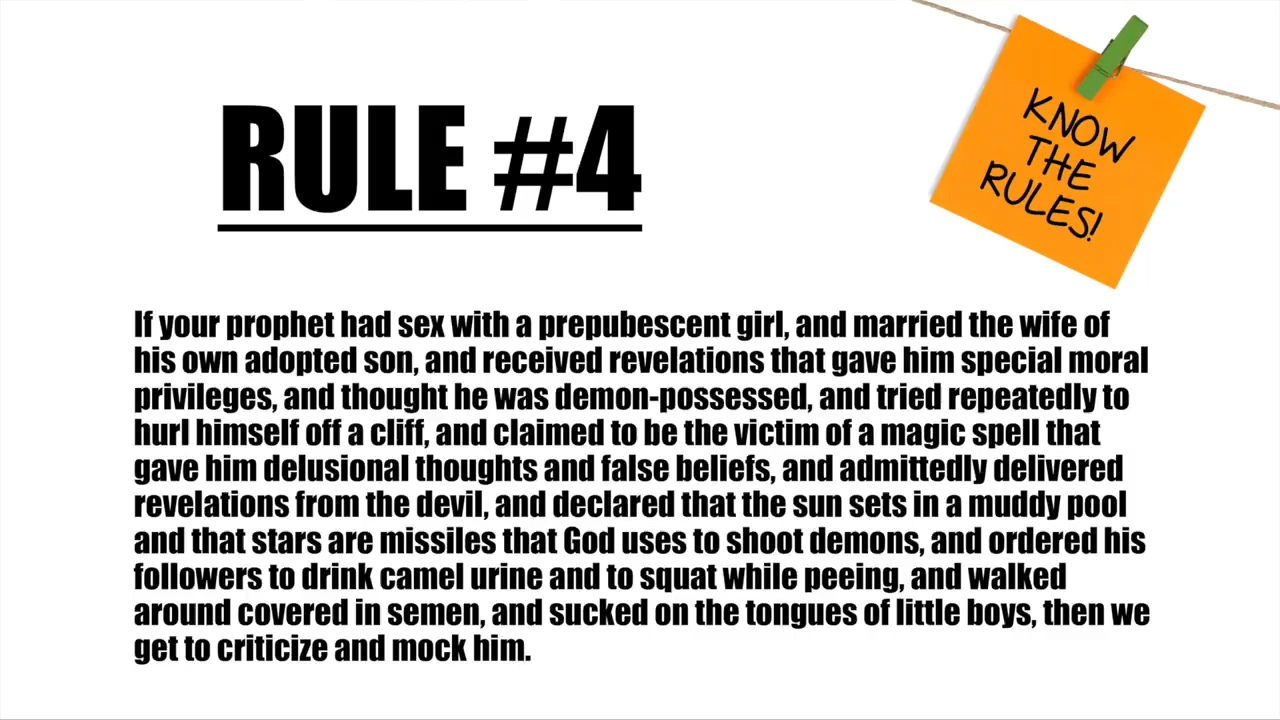 RULE #4
KNOW
THE
RULES!
If your prophet had sex with a prepubescent girl, and married the wife of
his own adopted son, and received revelations that gave him special moral
privileges, and thought he was demon-possessed, and tried repeatedly to
hurl himself off a cliff, and claimed to be the victim of a magic spell that
gave him delusional thoughts and false beliefs, and admittedly delivered
revelations from the devil, and declared that the sun sets in a muddy pool
and that stars are missiles that God uses to shoot demons, and ordered his
followers to drink camel urine and to squat while peeing, and walked
around covered in semen, and sucked on the tongues of little boys, then we
get to criticize and mock him.